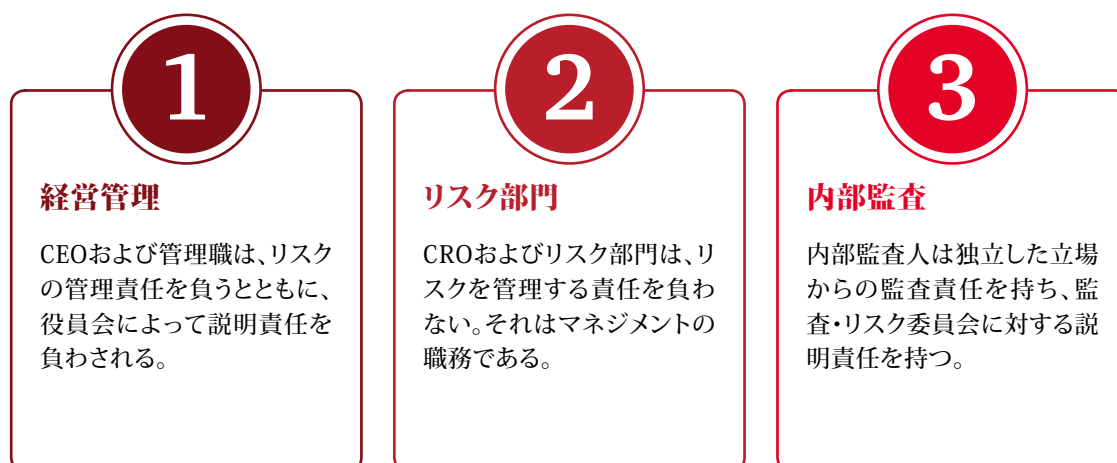 1
経営管理
CEOおよび管理職は、リスク
の管理責任を負うとともに、
役員会によって説明責任を
負わされる。
2
リスク部門
CROおよびリスク部門は、リ
スクを管理する責任を負わ
ない。それはマネジメントの
職務である。
3
内部監査
内部監査人は独立した立場
からの監査責任を持ち、監
査・リスク委員会に対する説
明責任を持つ。